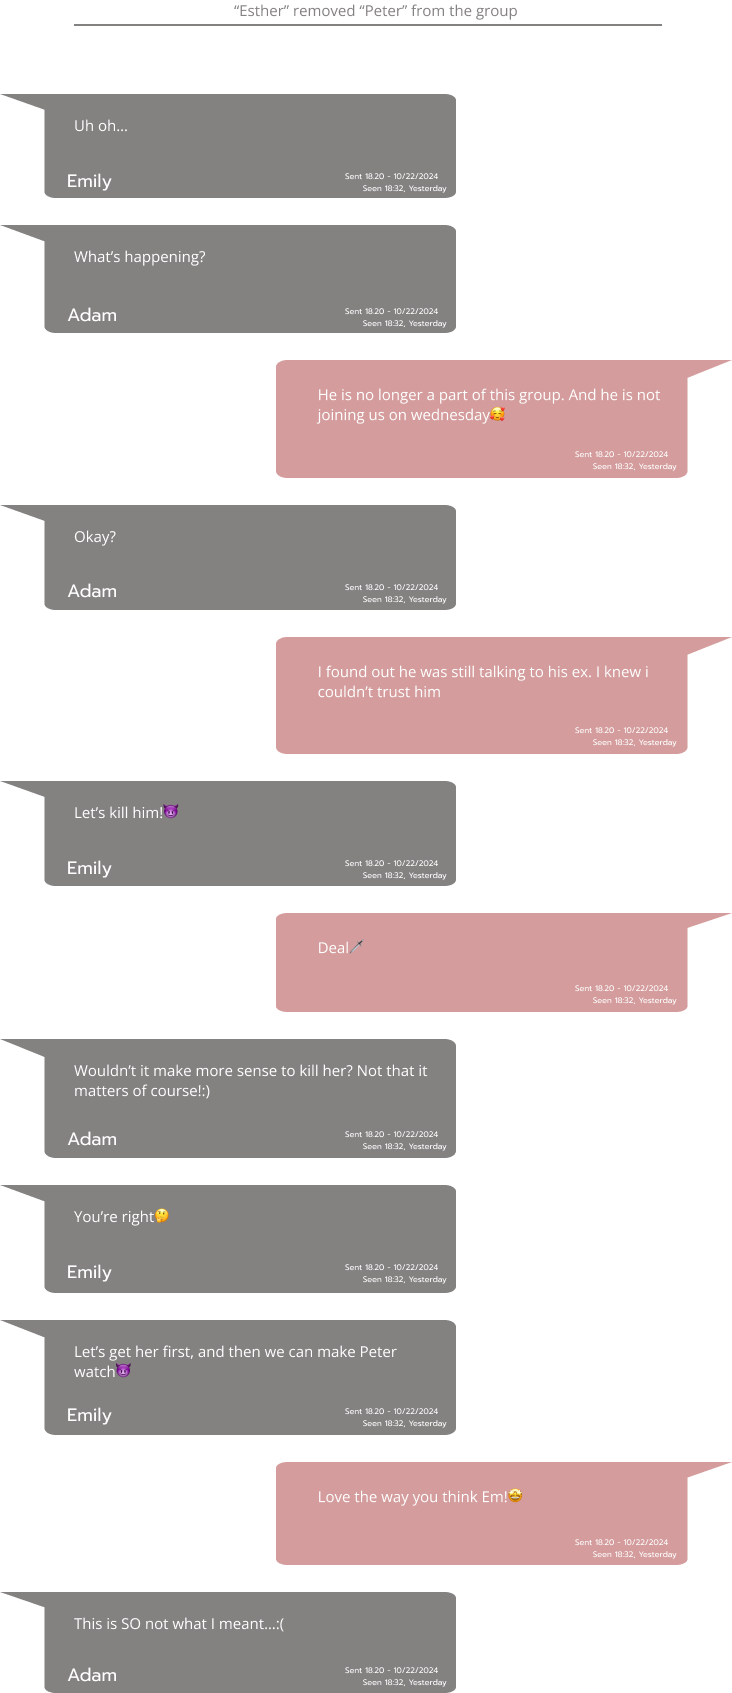 “Esther” removed “Peter” from the group
Uh oh...
Emily
Sent 18.20 - 10/22/2024
Seen 18:32, Yesterday
What’s happening?
Adam
Sent 18.20 - 10/22/2024
Seen 18:32, Yesterday
He is no longer a part of this group. And he is not
joining us on wednesday🥰
Sent 18.20 - 10/22/2024
Seen 18:32, Yesterday
Okay?
Adam
Sent 18.20 - 10/22/2024
Seen 18:32, Yesterday
I found out he was still talking to his ex. I knew i
couldn’t trust him
Sent 18.20 - 10/22/2024
Seen 18:32, Yesterday
Let’s kill him!😈
Emily
Sent 18.20 - 10/22/2024
Seen 18:32, Yesterday
Deal🗡
Sent 18.20 - 10/22/2024
Seen 18:32, Yesterday
Wouldn’t it make more sense to kill her? Not that it
matters of course!:)
Adam
Sent 18.20 - 10/22/2024
Seen 18:32, Yesterday
You’re right🤔
Emily
Sent 18.20 - 10/22/2024
Seen 18:32, Yesterday
Let’s get her first, and then we can make Peter
watch😈
Emily
Sent 18.20 - 10/22/2024
Seen 18:32, Yesterday
Love the way you think Em!🤩
Sent 18.20 - 10/22/2024
Seen 18:32, Yesterday
This is SO not what I meant...:(
Adam
Sent 18.20 - 10/22/2024
Seen 18:32, Yesterday